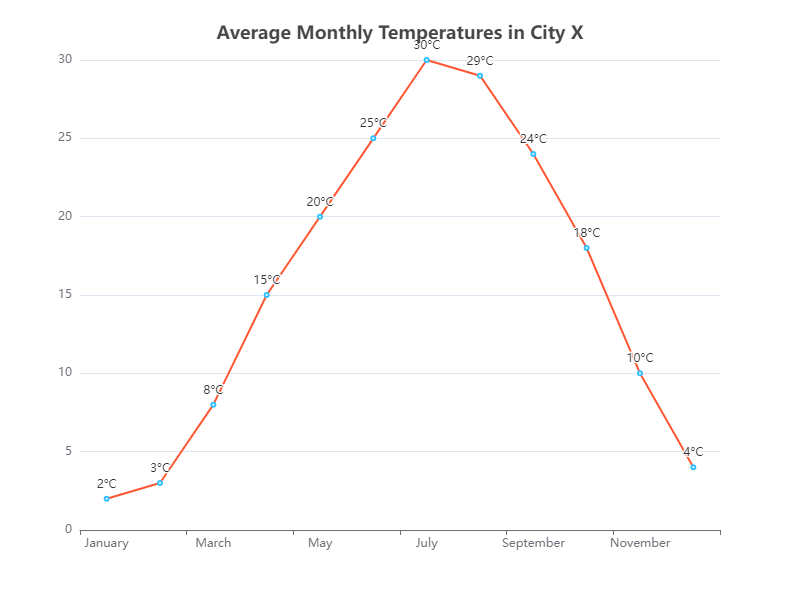 Average Monthly Temperatures in City X
30°C
30
29°C
25°C
25
24°C
20°C
20
18°C
15°C
15
10°C
10
8°C
5
4°C
3°C
2°C
0
January March May July September November